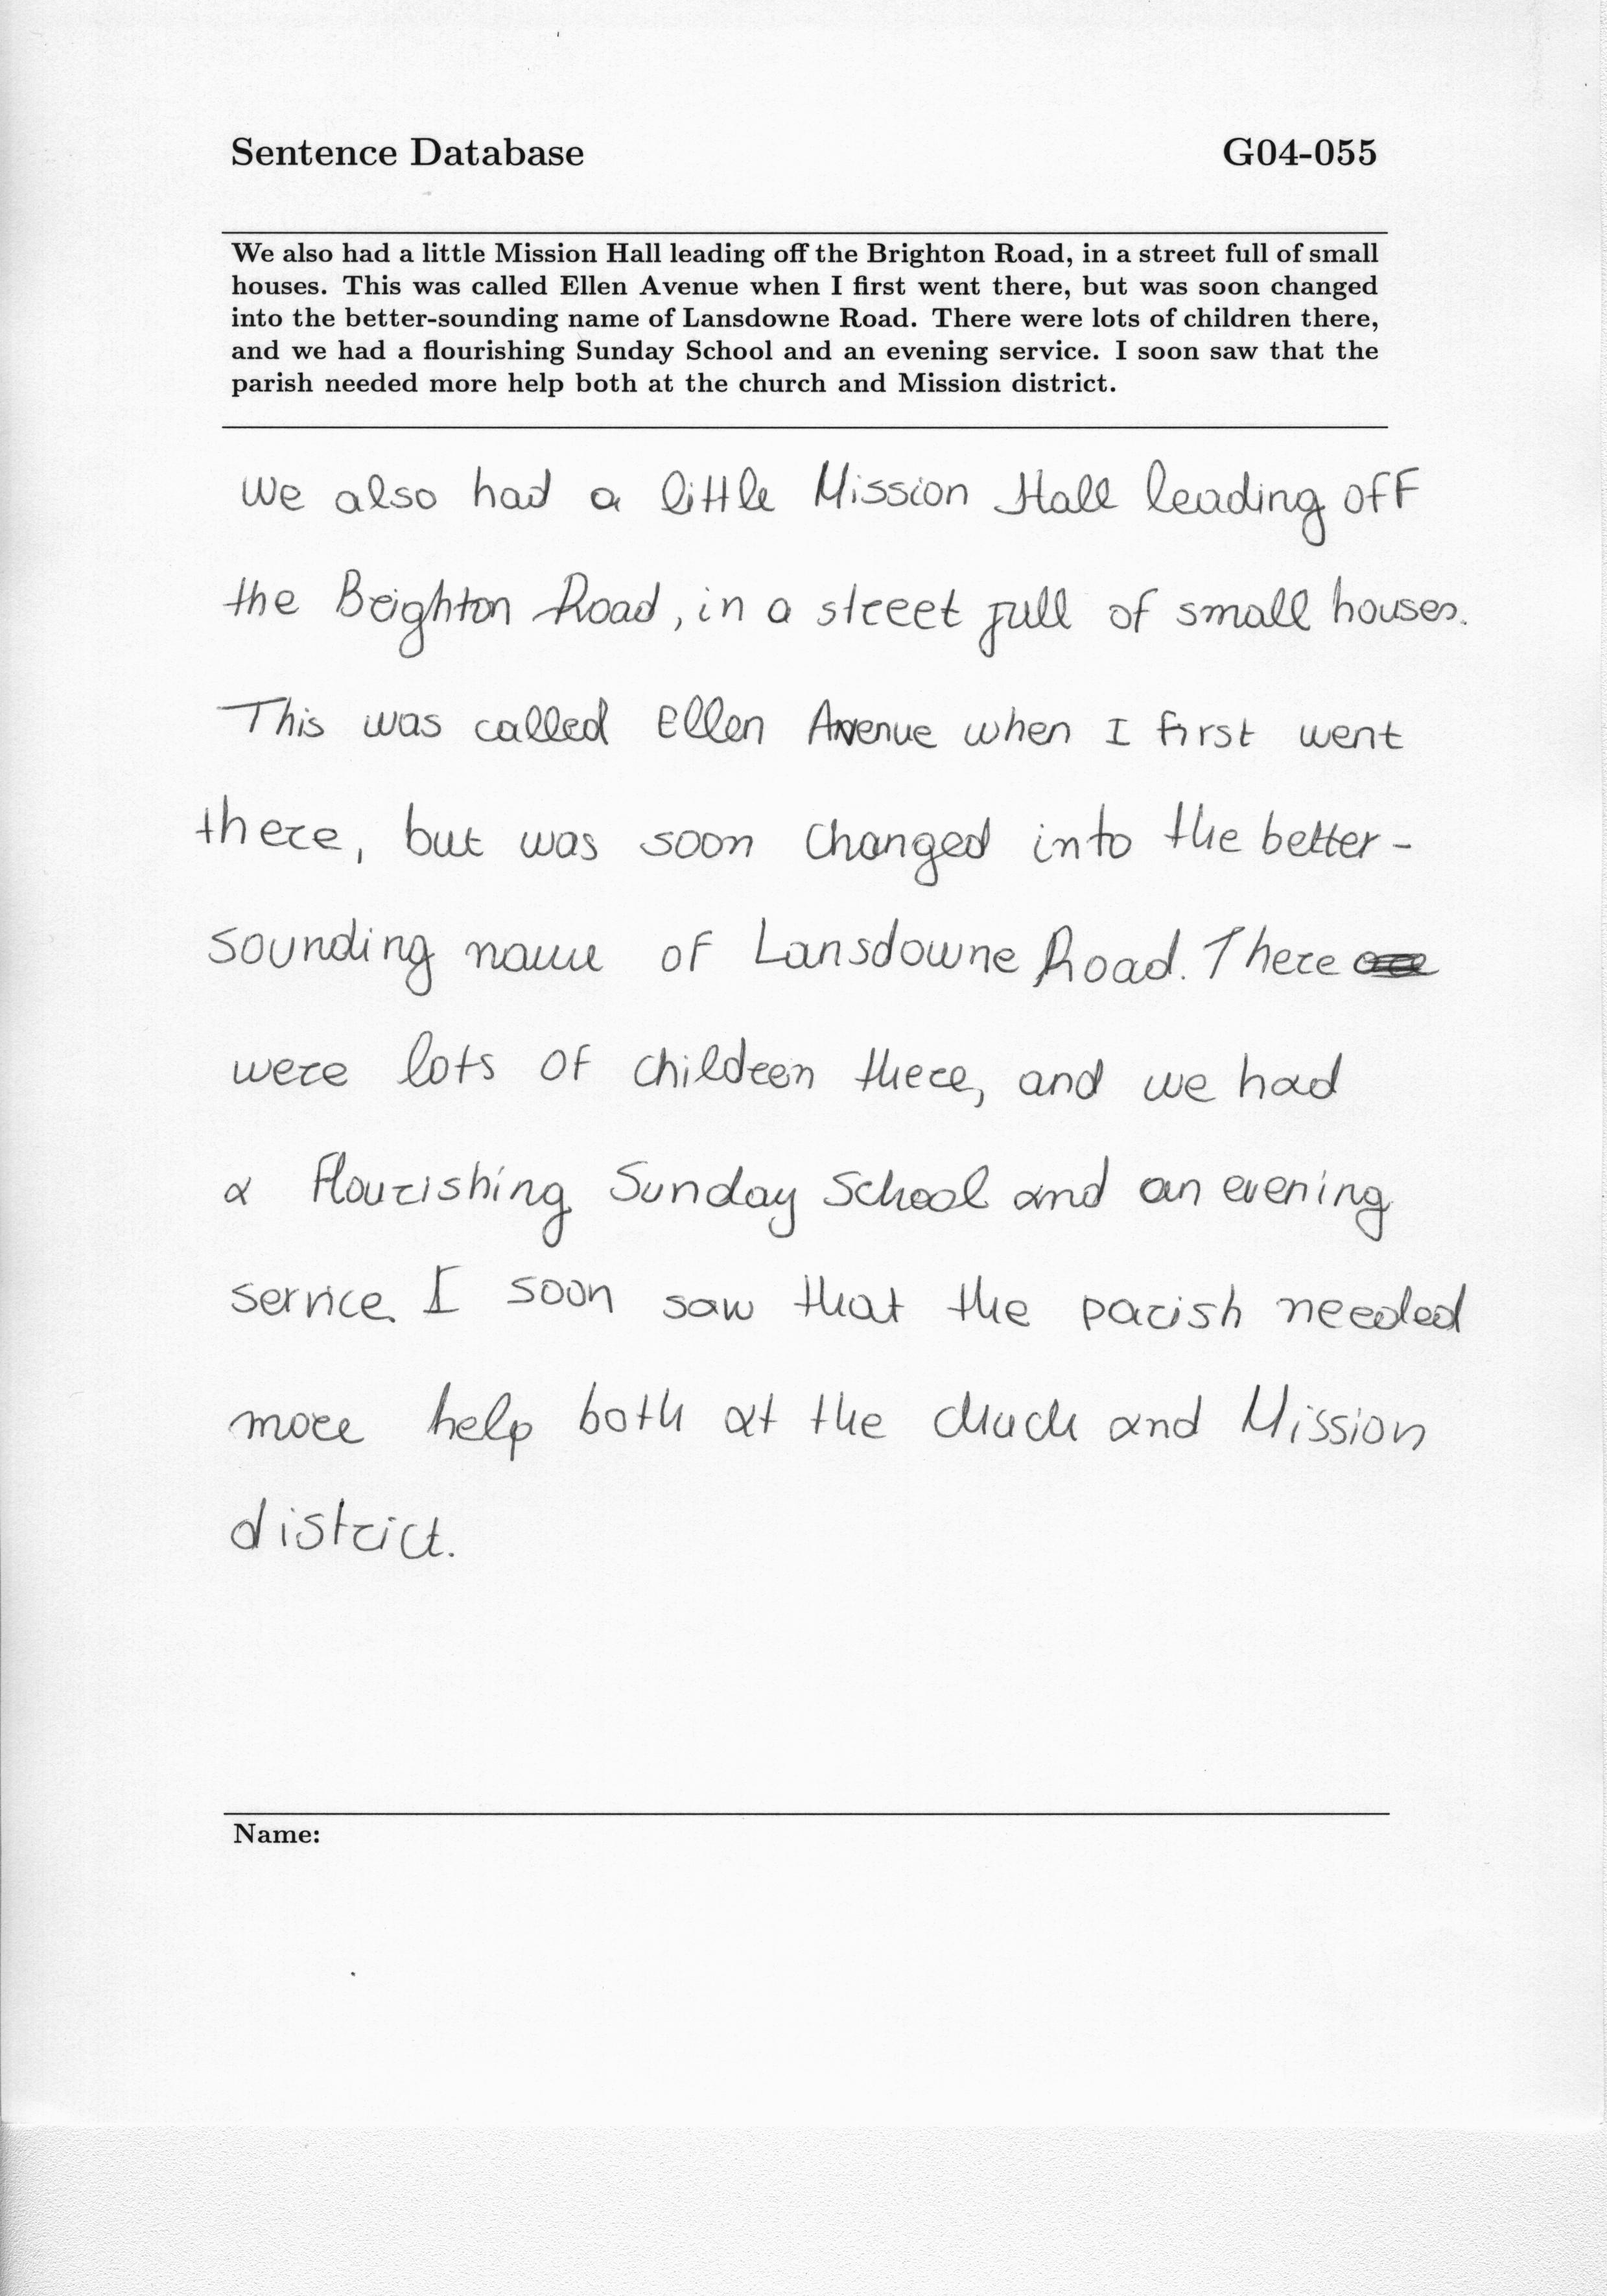 Sentence Database G04-055
We also had a little Mission Hall leading off the Brighton Road, in a street full of small
houses. This was called Ellen Avenue when I first went there, but was soon changed
into the better-sounding name of Lansdowne Road. There were lots of children there,
and we had a flourishing Sunday School and an evening service. I soon saw that the
parish needed more help both at the church and Mission district.
We also had a little Mission Hall leading off
the Brighton Road, in a street full of small houses.
This was called Ellen Avenue when I first went
there, but was soon changed into the better-
sounding name of Lansdowne Road. There
were lots of children there, and we had
a flourishing Sunday School and an evening
service. I soon saw that the parish needed
more help both at the church and Mission
district.
Name: